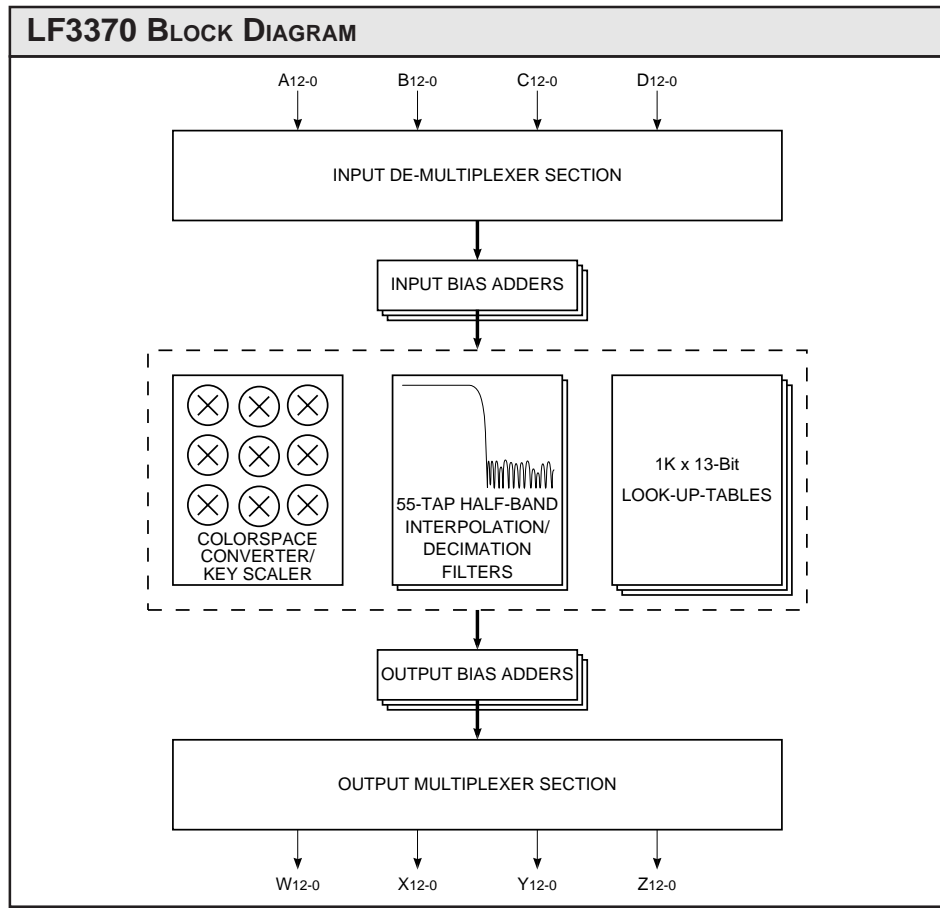 LF3370 BLOCK DIAGRAM
A12-0 B12-0 C12-0 D12-0
INPUT DE-MULTIPLEXER SECTION
INPUT BIAS ADDERS
COLORSPACE
CONVERTER/
KEY SCALER
55-TAP HALF-BAND
INTERPOLATION/
DECIMATION
FILTERS
1K x 13-Bit
LOOK-UP-TABLES
OUTPUT BIAS ADDERS
OUTPUT MULTIPLEXER SECTION
W12-0 X12-0 Y12-0 Z12-0